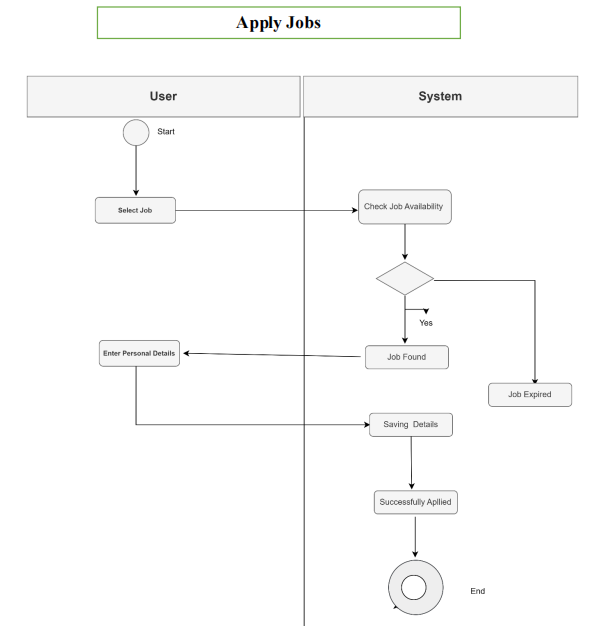 Apply Jobs
User
System
Start
Select Job
Check Job Availability
Yes
Enter Personal Details
Job Found
Job Expired
Saving Details
Successfully Apllied
End